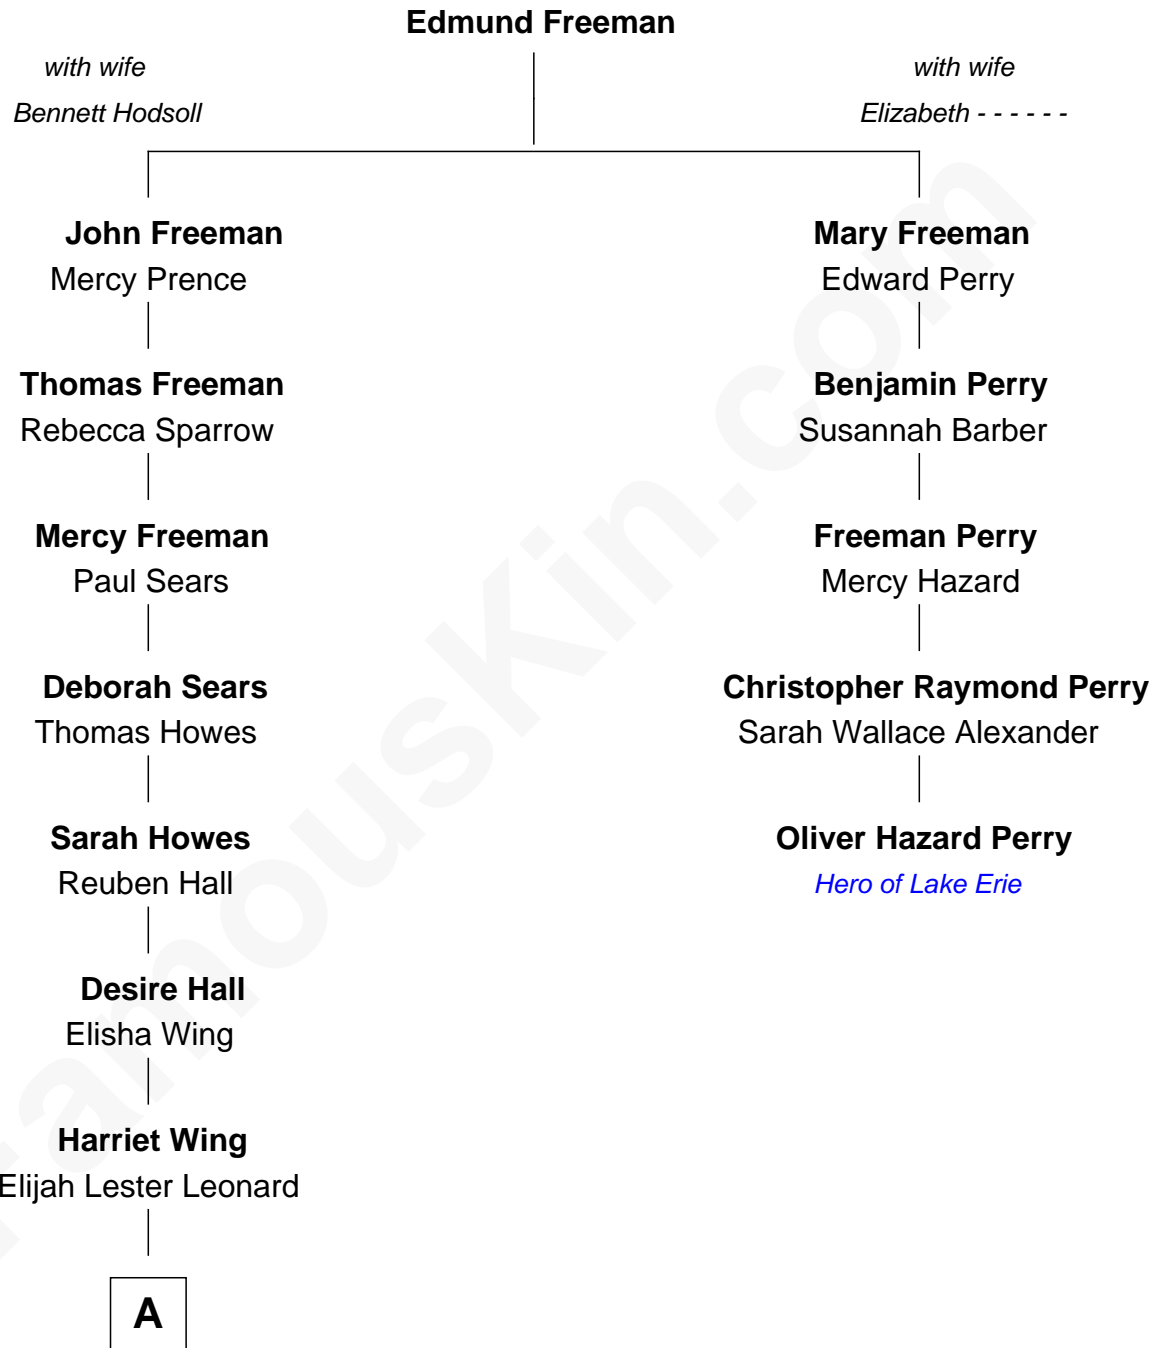 Edmund Freeman
with wife
Bennett Hodsoll
with wife
Elizabeth - - - - - -
John Freeman
Mercy Prence
Mary Freeman
Edward Perry
Thomas Freeman
Rebecca Sparrow
Benjamin Perry
Susannah Barber
Mercy Freeman
Paul Sears
Freeman Perry
Mercy Hazard
Deborah Sears
Thomas Howes
Christopher Raymond Perry
Sarah Wallace Alexander
Sarah Howes
Reuben Hall
Oliver Hazard Perry
Hero of Lake Erie
Desire Hall
Elisha Wing
Harriet Wing
Elijah Lester Leonard
A
FamousKin.com